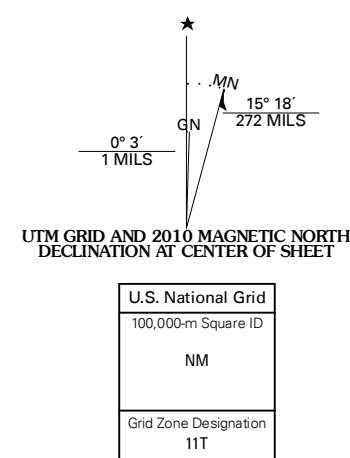 MN
GN
15° 18´
272 MILS
0° 3´
1 MILS
UTM GRID AND 2010 MAGNETIC NORTH
DECLINATION AT CENTER OF SHEET
U.S. National Grid
100,000-m Square ID
NM
Grid Zone Designation
11T